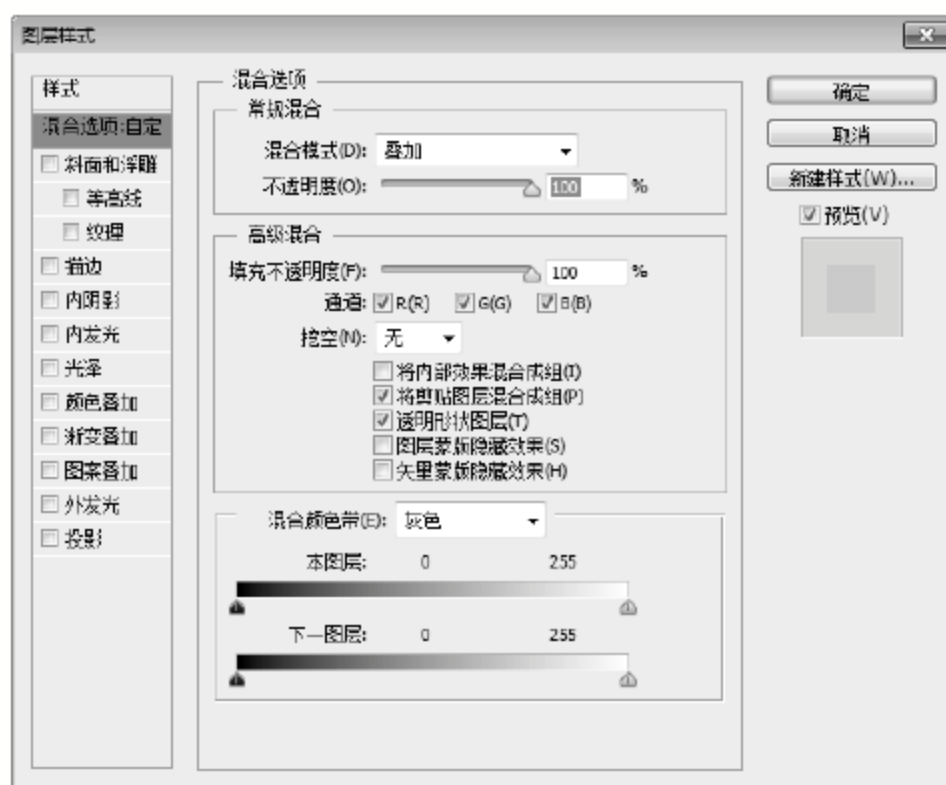 图层样式
样式
混合选项:自定
斜面和浮雕
等高线
纹理
描边
内阴影
内发光
光泽
颜色叠加
渐变叠加
图案叠加
外发光
投影
混合选项
常规混合
混合模式(D): 叠加
不透明度(O): 100 %
高级混合
填充不透明度(F): 100 %
通道: R(R) G(G) B(B)
挖空(N): 无
将内部效果混合成组(I)
将剪贴图层混合成组(P)
透明形状图层(T)
图层蒙版隐藏效果(S)
矢量蒙版隐藏效果(H)
混合颜色带(E): 灰色
本图层: 0 255
下一图层: 0 255
确定
取消
新建样式(W)...
预览(V)